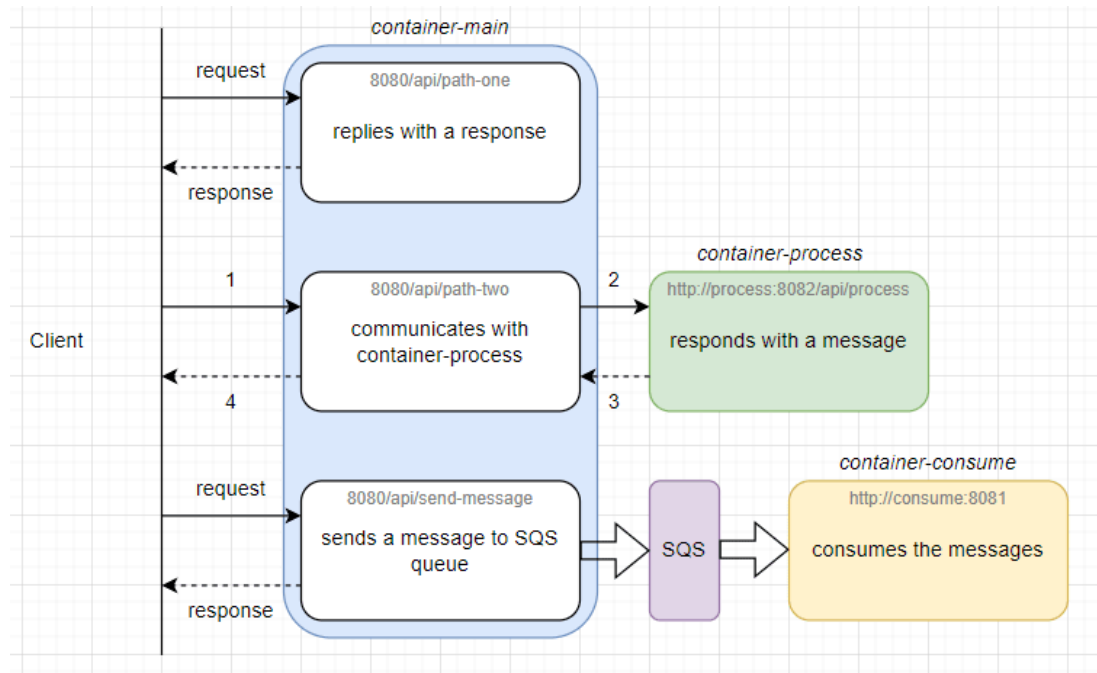 container-main
request
8080/api/path-one
replies with a response
response
container-process
1
8080/api/path-two
2
http://process:8082/api/process
Client
communicates with
container-process
responds with a message
4
3
container-consume
request
8080/api/send-message
http://consume:8081
sends a message to SQS
queue
SQS
consumes the messages
response